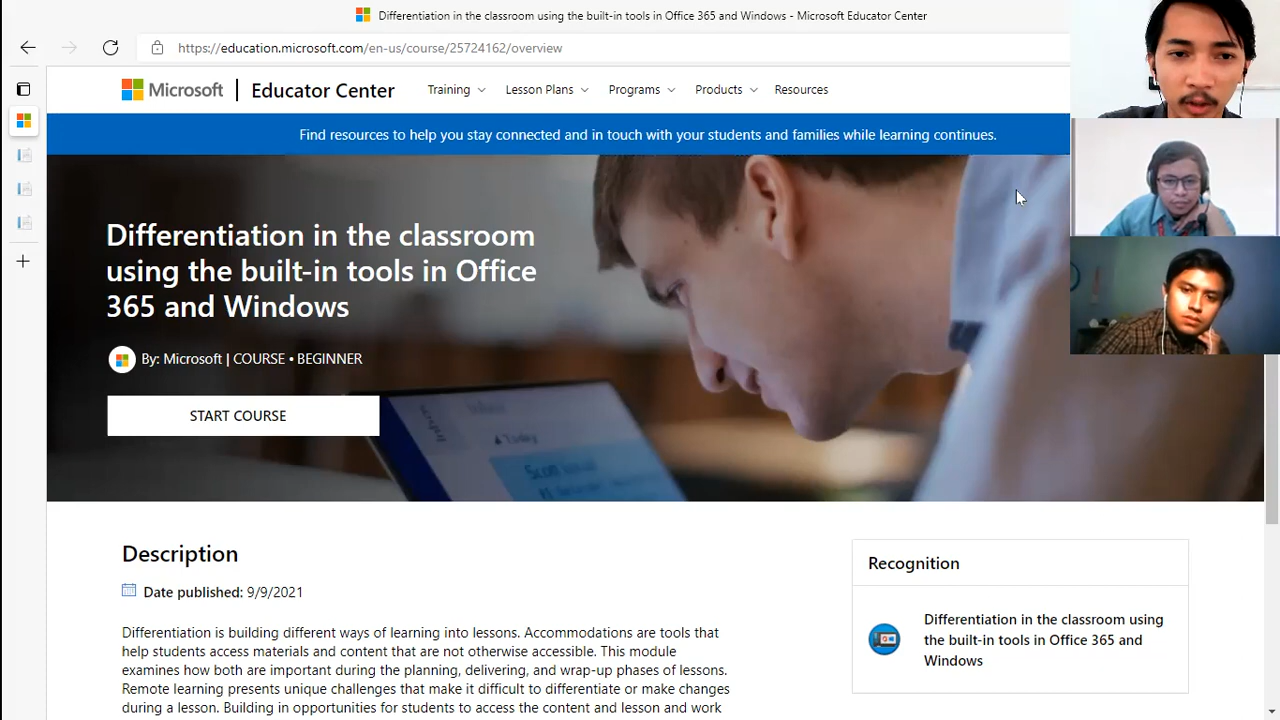 Differentiation in the classroom using the built-in tools in Office 365 and Windows - Microsoft Educator Center
https://education.microsoft.com/en-us/course/25724162/overview
Microsoft | Educator Center Training Lesson Plans Programs Products Resources
Find resources to help you stay connected and in touch with your students and families while learning continues.
Differentiation in the classroom
using the built-in tools in Office
365 and Windows
By: Microsoft | COURSE • BEGINNER
START COURSE
Today
Description
Date published: 9/9/2021
Differentiation is building different ways of learning into lessons. Accommodations are tools that
help students access materials and content that are not otherwise accessible. This module
examines how both are important during the planning, delivering, and wrap-up phases of lessons.
Remote learning presents unique challenges that make it difficult to differentiate or make changes
during a lesson. Building in opportunities for students to access the content and lesson and work
Recognition
Differentiation in the classroom using
the built-in tools in Office 365 and
Windows